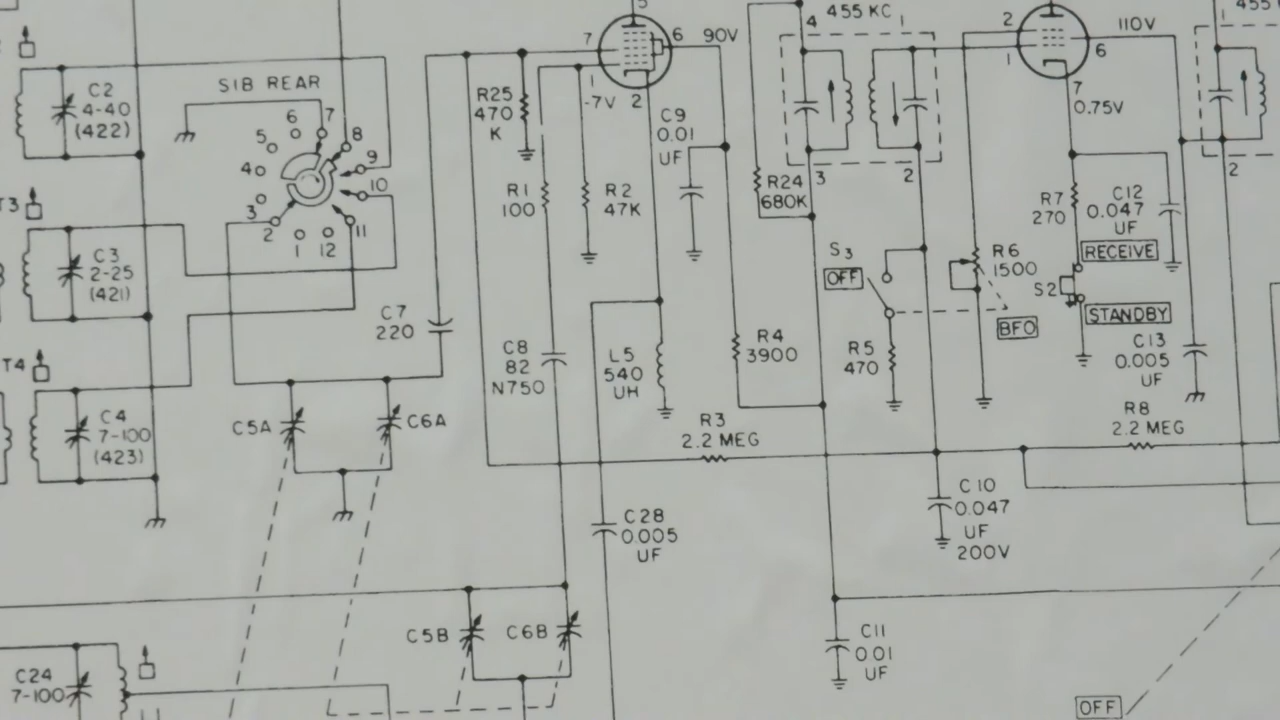 C2
4-40
(422)
S1B REAR
1
2
3
4
5
6
7
8
9
10
11
12
T3
C3
2-25
(421)
T4
C4
7-100
(423)
C5A
C6A
C7
220
R25
470
K
7
1
-7V
5
6
2
90V
R1
100
R2
47K
C9
0.01
UF
C8
82
N750
L5
540
UH
R4
3900
R3
2.2 MEG
C28
0.005
UF
C5B
C6B
C24
7-100
L1
455 KC
4
1
3
2
R24
680K
S3
OFF
R5
470
R6
1500
BFO
2
1
6
7
110V
0.75V
R7
270
C12
0.047
UF
RECEIVE
S2
STANDBY
C13
0.005
UF
R8
2.2 MEG
C10
0.047
UF
200V
C11
0.01
UF
OFF
455
1
2